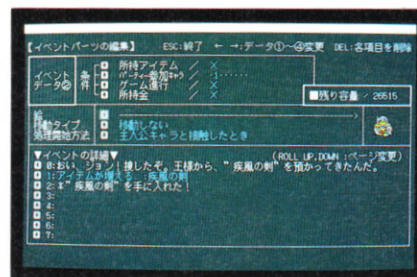 【イベントパーツの編集】 ESC:終了 ← →:データ①～④変更 DEL:各項目を削除
イベントデータ② 条件 所持アイテム / ×
パーティー参加キャラ / -1------
ゲーム進行 / ×
所持金 / ×
■残り容量 / 26515
絵
移動タイプ 移動しない
処理開始方法 主人公キャラと接触したとき
▼イベントの詳細▼ (ROLL UP,DOWN :ページ変更)
0:おい、ジョン!捜したぞ。王様から、"疾風の剣"を預かってきたんだ。
1:アイテムが増える。:疾風の剣
2:*"疾風の剣"を手に入れた!
3:
4:
5:
6:
7: